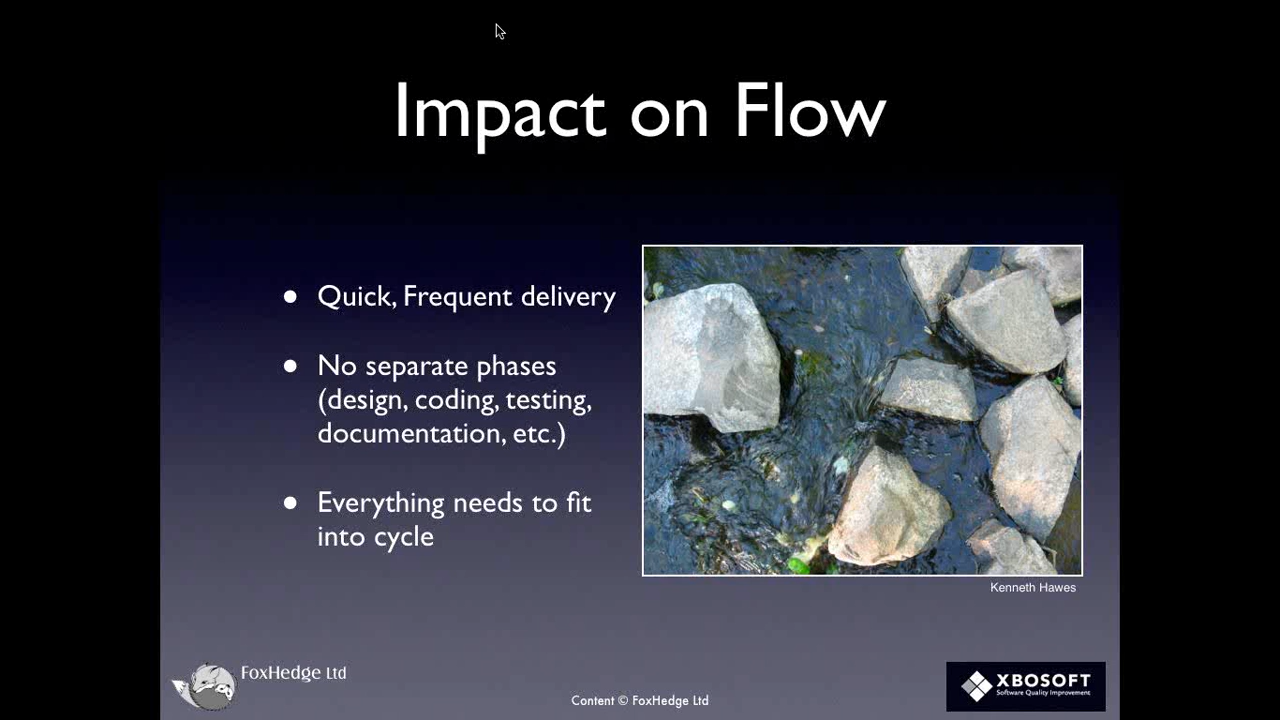 Impact on Flow
Quick, Frequent delivery
No separate phases
(design, coding, testing,
documentation, etc.)
Everything needs to fit
into cycle
Kenneth Hawes
FoxHedge Ltd
Content © FoxHedge Ltd
XBOSOFT
Software Quality Improvement